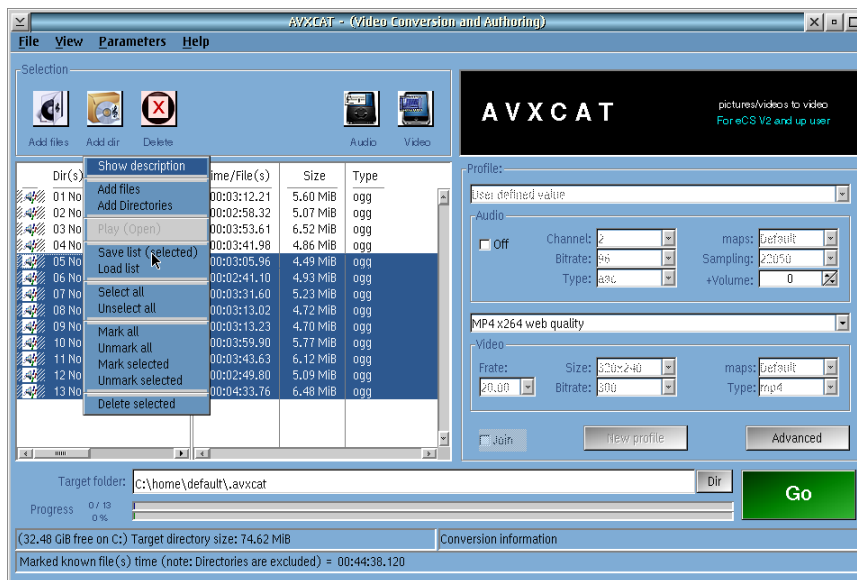 AVXCAT - (Video Conversion and Authoring)
File View Parameters Help
Selection
Add files Add dir Delete Audio Video
AVXCAT
pictures/videos to video
For eCS V2 and up user
Dir(s) ime/File(s) Size Type
01 No 00:03:12.21 5.60 MiB ogg
02 No 00:02:58.32 5.07 MiB ogg
03 No 00:03:53.61 6.52 MiB ogg
04 No 00:03:41.98 4.86 MiB ogg
05 No 00:03:05.96 4.49 MiB ogg
06 No 00:02:41.10 4.93 MiB ogg
07 No 00:03:31.60 5.23 MiB ogg
08 No 00:03:13.02 4.72 MiB ogg
09 No 00:03:13.23 4.70 MiB ogg
10 No 00:03:59.90 5.77 MiB ogg
11 No 00:03:43.63 6.12 MiB ogg
12 No 00:02:49.80 5.09 MiB ogg
13 No 00:04:33.76 6.48 MiB ogg
Show description
Add files
Add Directories
Play (Open)
Save list (selected)
Load list
Select all
Unselect all
Mark all
Unmark all
Mark selected
Unmark selected
Delete selected
Profile:
User defined value
Audio
Off
Channel: 2 maps: Default
Bitrate: 96 Sampling: 22050
Type: aac +Volume: 0
MP4 x264 web quality
Video
Frate: Size: 320x240 maps: Default
20.00 Bitrate: 300 Type: mp4
Join New profile Advanced
Target folder: C:\home\default\.avxcat Dir
Go
Progress 0 / 13
0 %
(32.48 GiB free on C:) Target directory size: 74.62 MiB Conversion information
Marked known file(s) time (note: Directories are excluded) = 00:44:38.120